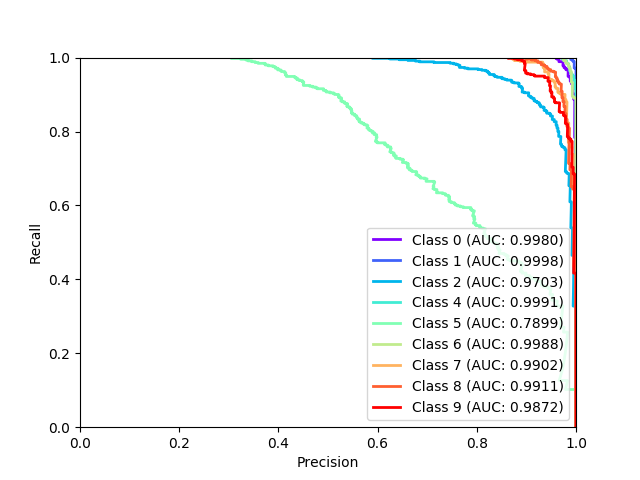 1.0
0.8
0.6
0.4
0.2
0.0
Recall
Class 0 (AUC: 0.9980)
Class 1 (AUC: 0.9998)
Class 2 (AUC: 0.9703)
Class 4 (AUC: 0.9991)
Class 5 (AUC: 0.7899)
Class 6 (AUC: 0.9988)
Class 7 (AUC: 0.9902)
Class 8 (AUC: 0.9911)
Class 9 (AUC: 0.9872)
0.0 0.2 0.4 0.6 0.8 1.0
Precision